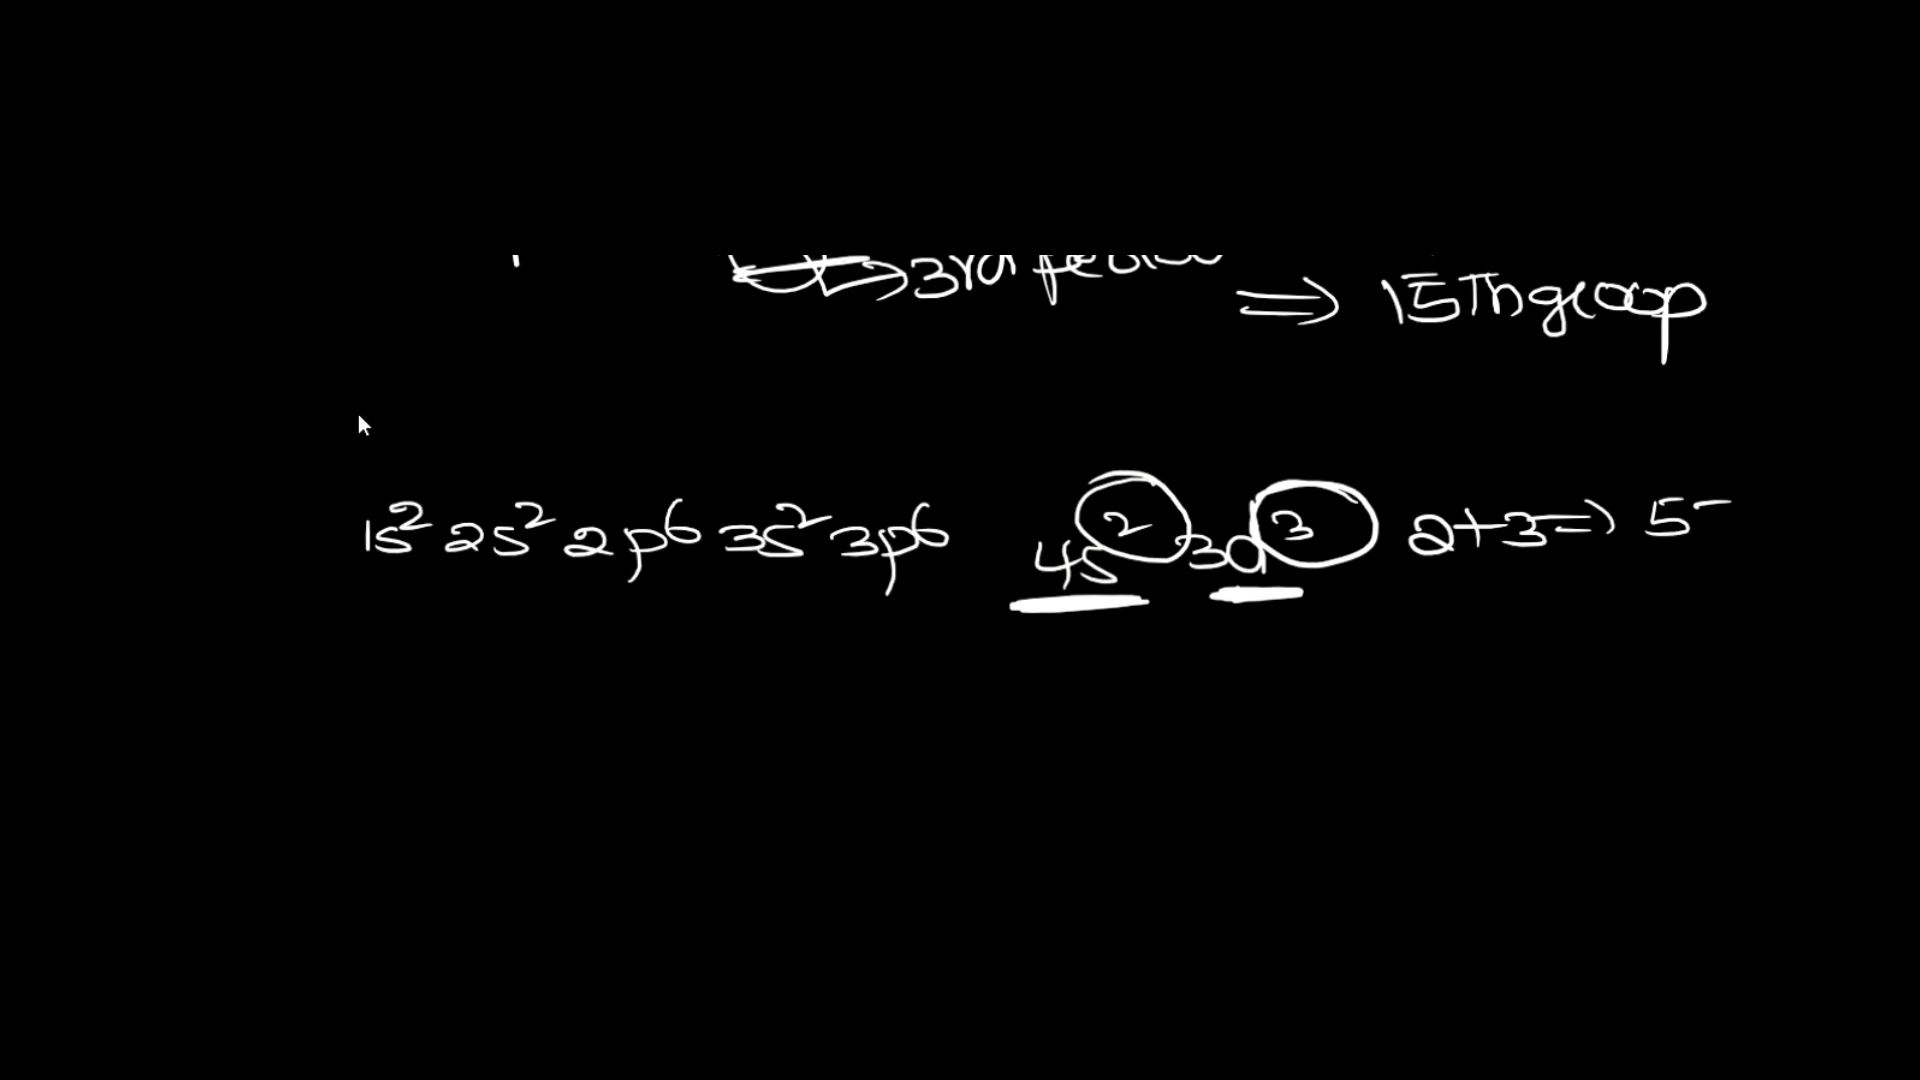 3rd period
⇒ 15Th group
1s² 2s² 2p⁶ 3s² 3p⁶ 4s² 3d³ 2+3 ⇒ 5